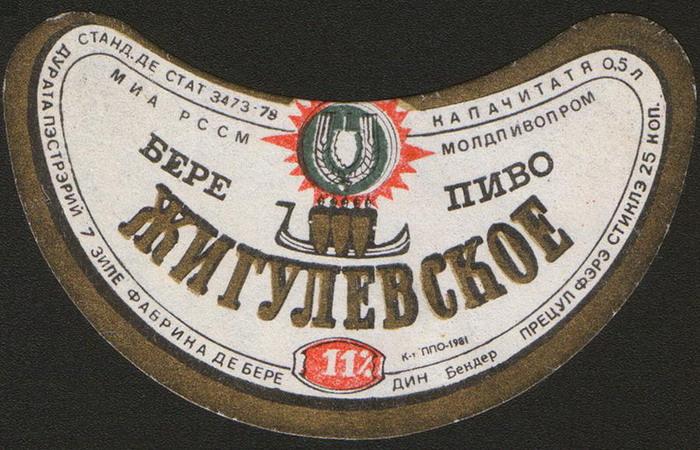 СТАНД. ДЕ СТАТ 3473-78
КАПАЧИТАТЯ 0,5 л
МИА РССМ
МОЛДПИВОПРОМ
БЕРЕ
ПИВО
ЖИГУЛЕВСКОЕ
11%
К-т ППО-1981
ДУРАТА ПЭСТРЭРИЙ 7 ЗИЛЕ ФАБРИКА ДЕ БЕРЕ
ДИН Бендер
ПРЕЦУЛ ФЭРЭ СТИКЛЭ 25 КОП.